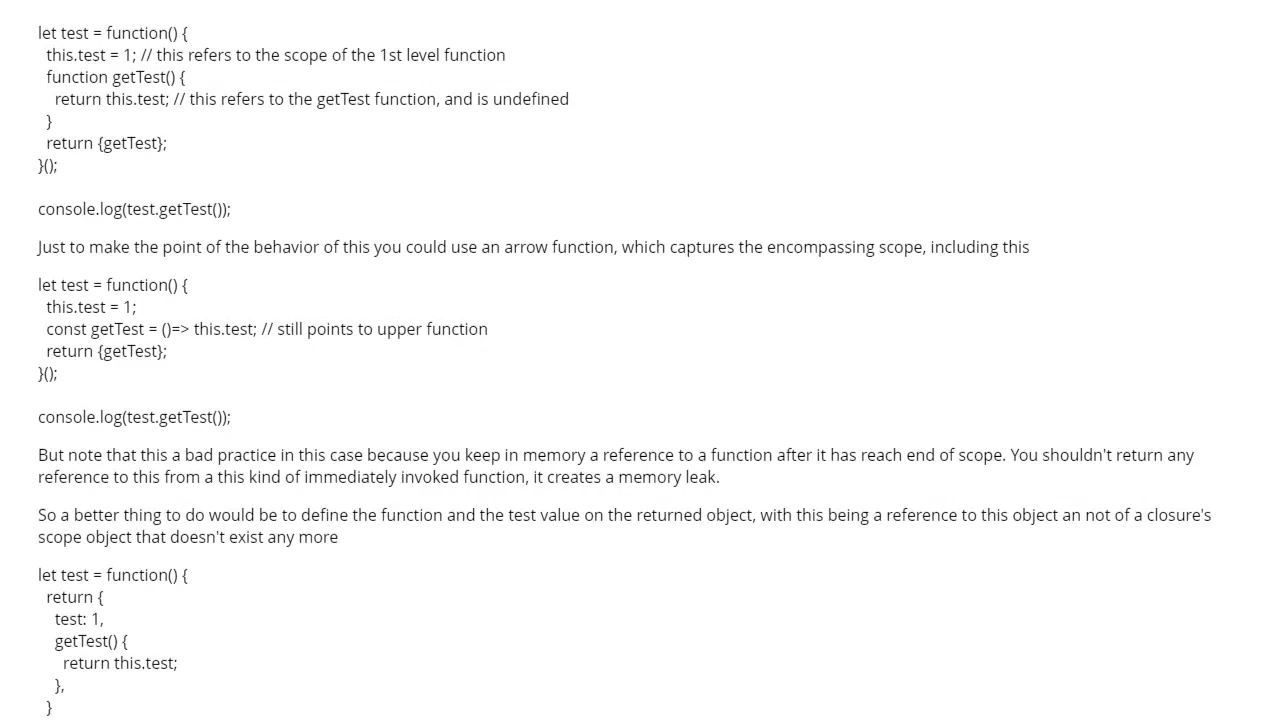 let test = function() {
this.test = 1; // this refers to the scope of the 1st level function
function getTest() {
return this.test; // this refers to the getTest function, and is undefined
}
return {getTest};
}();
console.log(test.getTest());
Just to make the point of the behavior of this you could use an arrow function, which captures the encompassing scope, including this
let test = function() {
this.test = 1;
const getTest = ()=> this.test; // still points to upper function
return {getTest};
}();
console.log(test.getTest());
But note that this a bad practice in this case because you keep in memory a reference to a function after it has reach end of scope. You shouldn't return any
reference to this from a this kind of immediately invoked function, it creates a memory leak.
So a better thing to do would be to define the function and the test value on the returned object, with this being a reference to this object an not of a closure's
scope object that doesn't exist any more
let test = function() {
return {
test: 1,
getTest() {
return this.test;
},
}